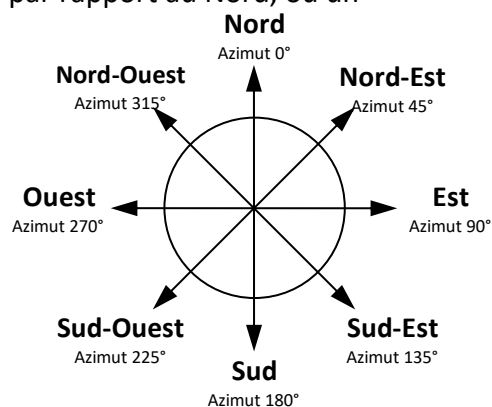 par rapport au Nord, ou un
Nord
Azimut 0°
Nord-Ouest
Azimut 315°
Nord-Est
Azimut 45°
Ouest
Azimut 270°
Est
Azimut 90°
Sud-Ouest
Azimut 225°
Sud-Est
Azimut 135°
Sud
Azimut 180°